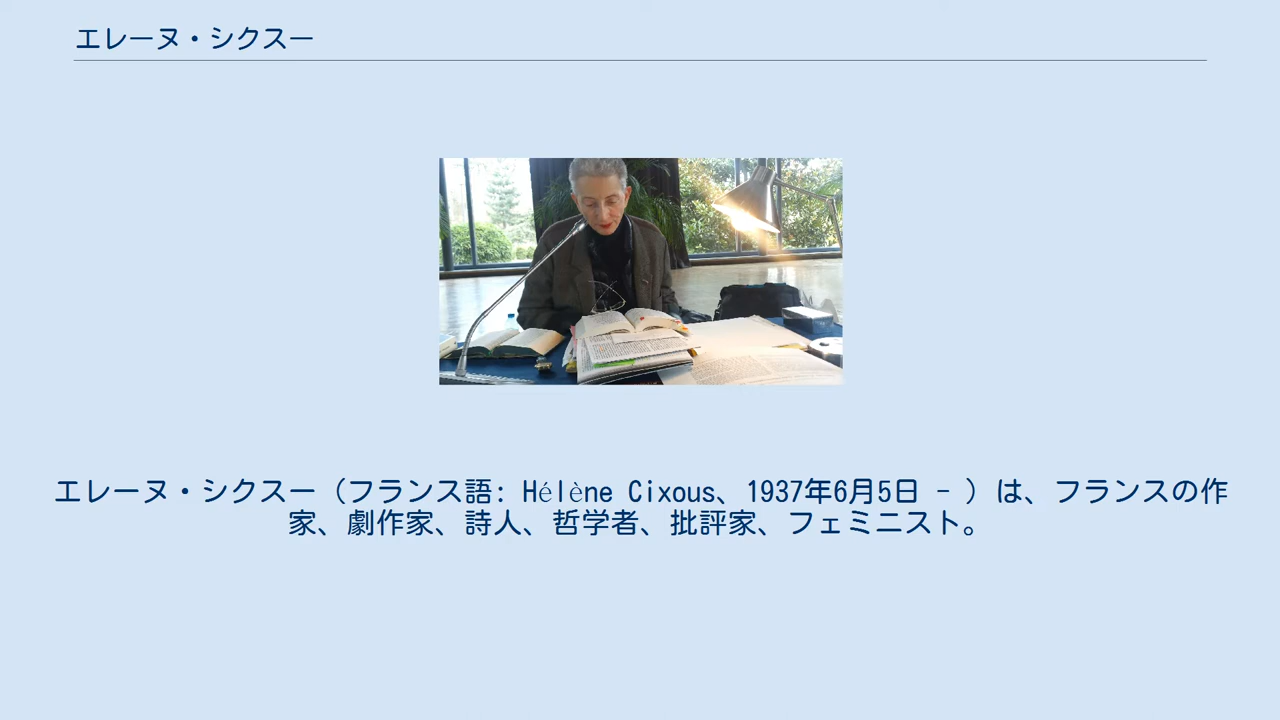 エレーヌ・シクスー
エレーヌ・シクスー（フランス語: Hélène Cixous、1937年6月5日 - ）は、フランスの作
家、劇作家、詩人、哲学者、批評家、フェミニスト。